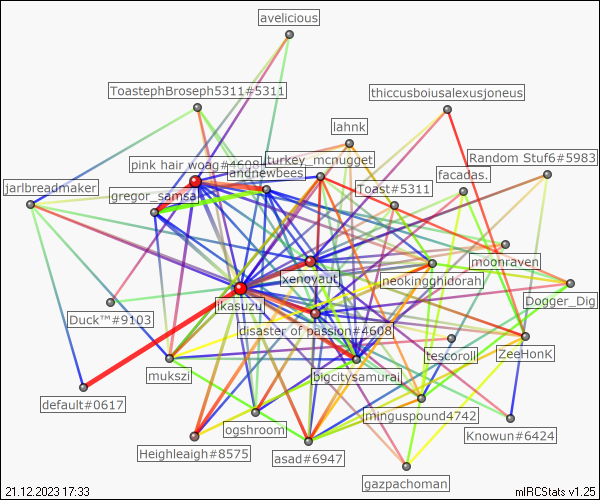 avelicious
ToastephBroseph5311#5311
thiccusboiusalexusjoneus
lahnk
turkey_mcnugget
Random Stuf6#5983
pink hair woag#4608
andnewbees
facadas.
jarlbreadmaker
gregor_samsa
Toast#5311
moonraven
xenoyaut
neokingghidorah
jkasuzu
Dogger_Dig
Duck™#9103
disaster of passion#4608
tescoroll
ZeeHonK
mukszi
bigcitysamurai
default#0617
minguspound4742
ogshroom
Knowun#6424
Heighleaigh#8575
asad#6947
gazpachoman
21.12.2023 17:33
mIRCStats v1.25